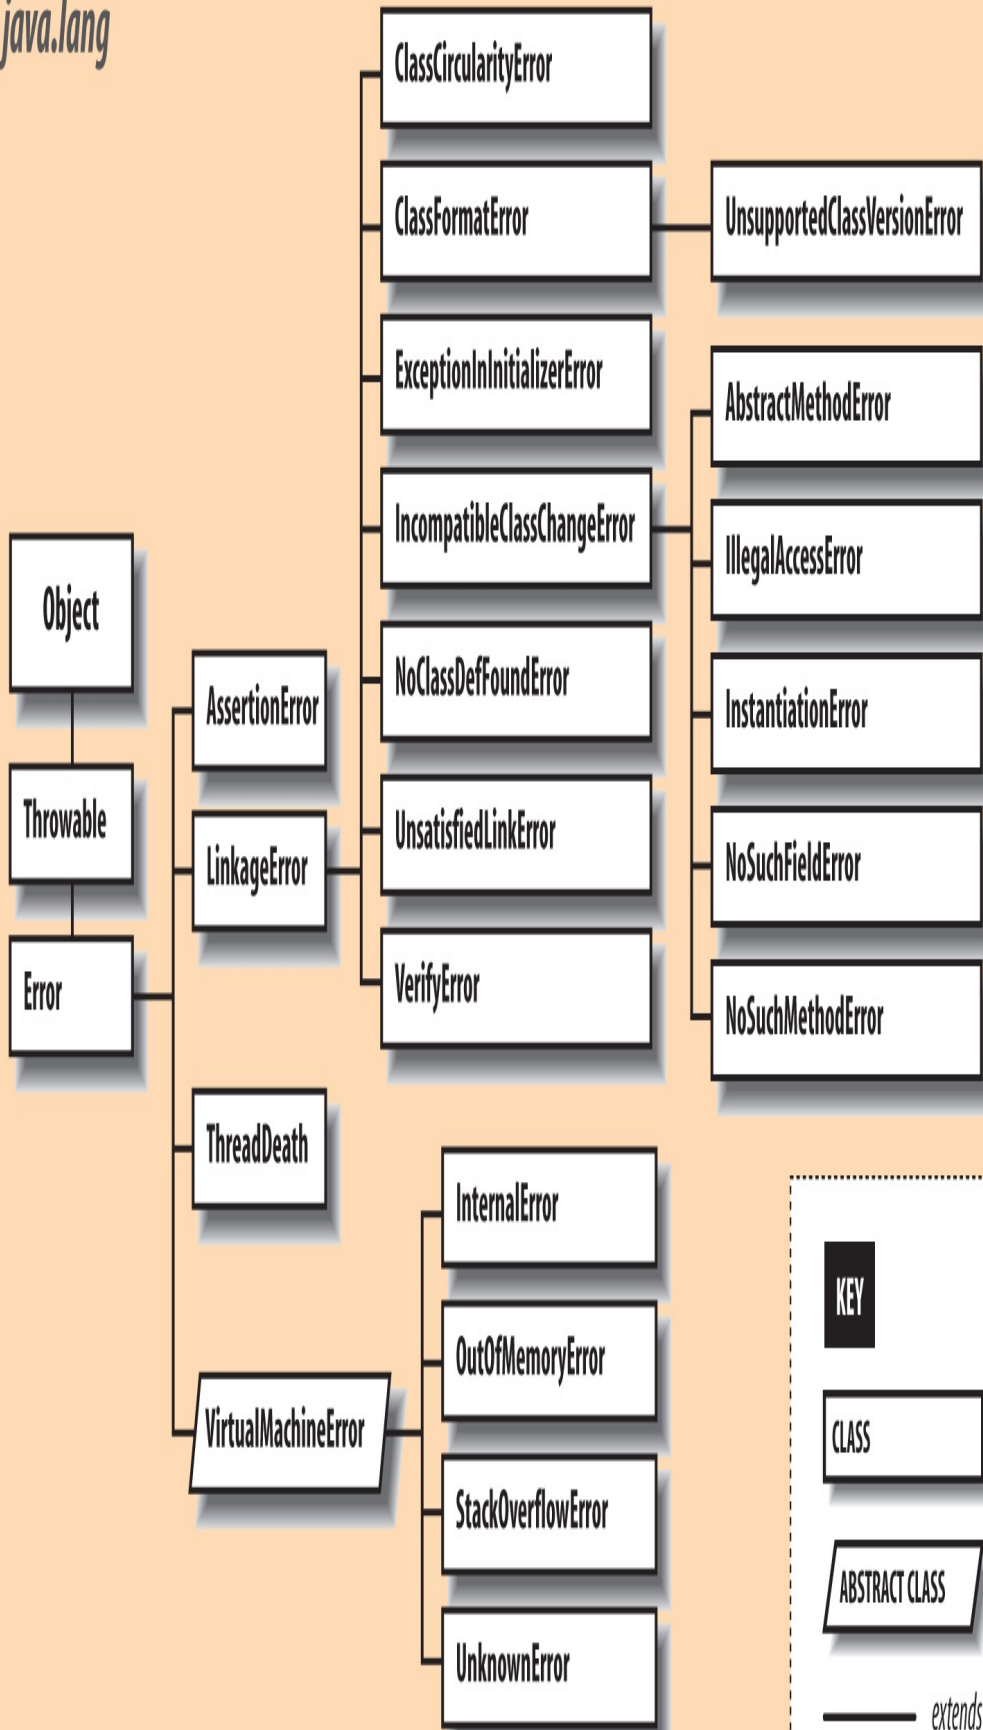 java.lang
Object
Throwable
Error
AssertionError
LinkageError
ThreadDeath
VirtualMachineError
ClassCircularityError
ClassFormatError
ExceptionInInitializerError
IncompatibleClassChangeError
NoClassDefFoundError
UnsatisfiedLinkError
VerifyError
UnsupportedClassVersionError
AbstractMethodError
IllegalAccessError
InstantiationError
NoSuchFieldError
NoSuchMethodError
InternalError
OutOfMemoryError
StackOverflowError
UnknownError
KEY
CLASS
ABSTRACT CLASS
extends